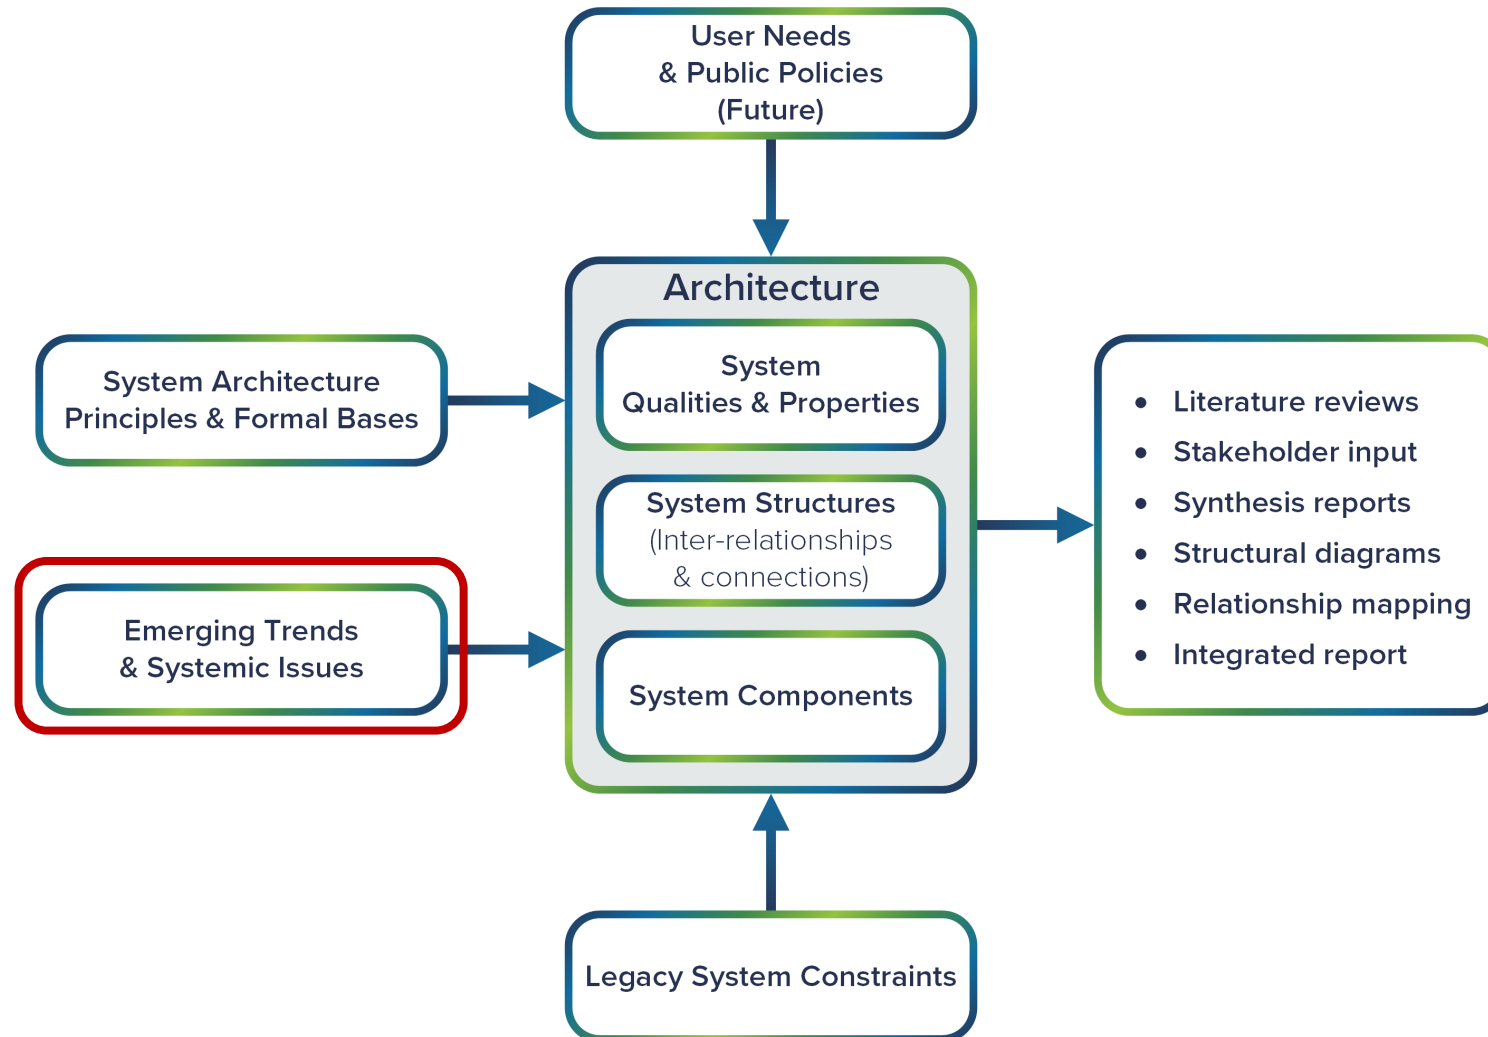 User Needs
& Public Policies
(Future)
Architecture
System
Qualities & Properties
System Structures
(Inter-relationships
& connections)
System Components
System Architecture
Principles & Formal Bases
Emerging Trends
& Systemic Issues
• Literature reviews
• Stakeholder input
• Synthesis reports
• Structural diagrams
• Relationship mapping
• Integrated report
Legacy System Constraints